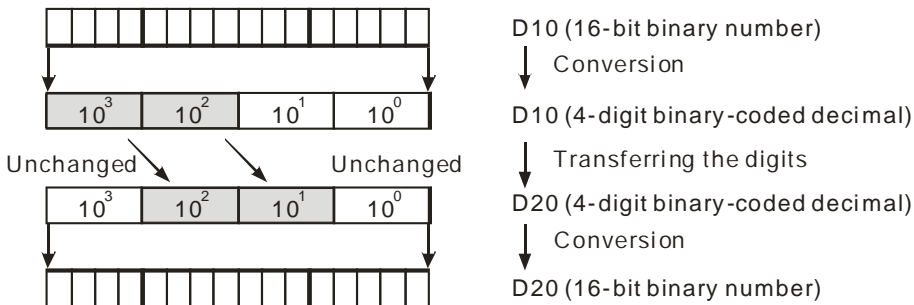 D10 (16-bit binary number)
Conversion
10³ 10² 10¹ 10⁰
D10 (4-digit binary-coded decimal)
Unchanged Unchanged
Transferring the digits
10³ 10² 10¹ 10⁰
D20 (4-digit binary-coded decimal)
Conversion
D20 (16-bit binary number)